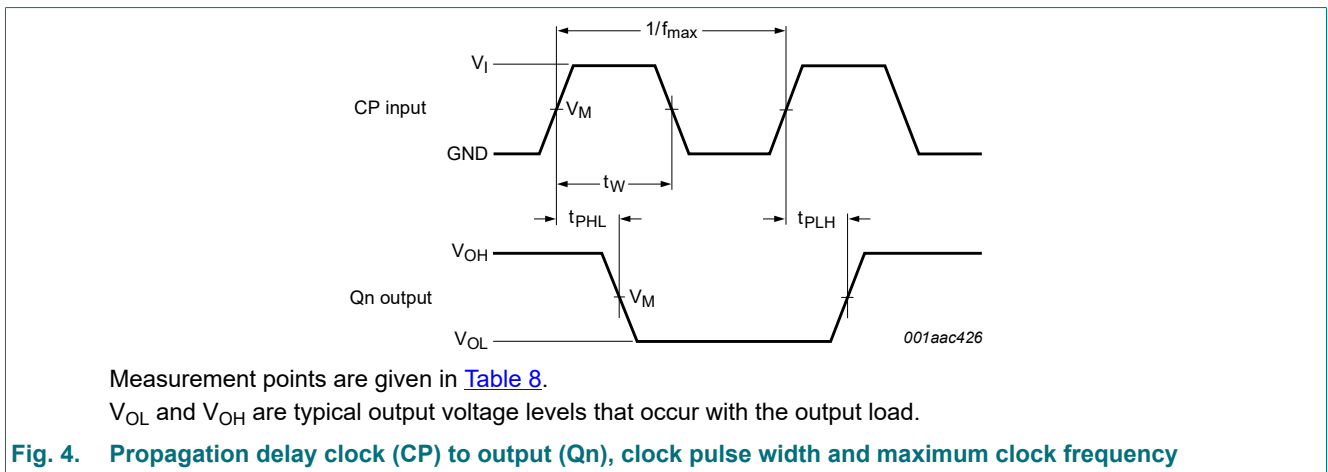 1/fmax
VI
CP input
VM
GND
tW
tPHL
tPLH
VOH
Qn output
VM
VOL
001aac426
Measurement points are given in Table 8.
VOL and VOH are typical output voltage levels that occur with the output load.
Fig. 4. Propagation delay clock (CP) to output (Qn), clock pulse width and maximum clock frequency